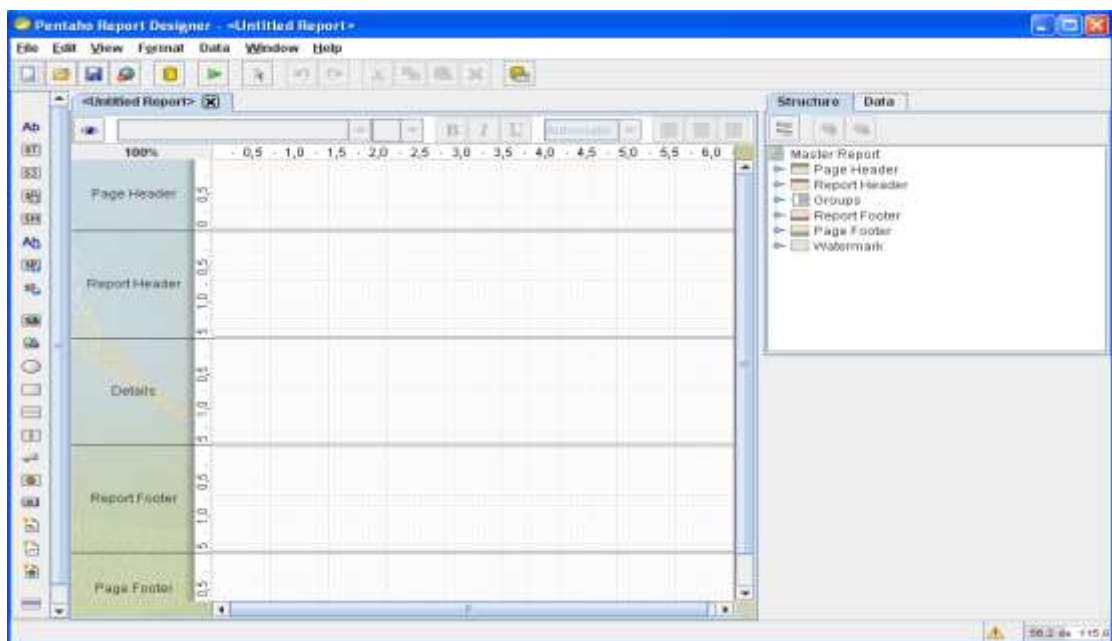 Pentaho Report Designer - <Untitled Report>
File Edit View Format Data Window Help
<Untitled Report>
Structure Data
Ab
100%
0,5 1,0 1,5 2,0 2,5 3,0 3,5 4,0 4,5 5,0 5,5 6,0
B I U Automatic
Master Report
Page Header
Report Header
Groups
Report Footer
Page Footer
Watermark
Page Header
Report Header
Details
Report Footer
Page Footer